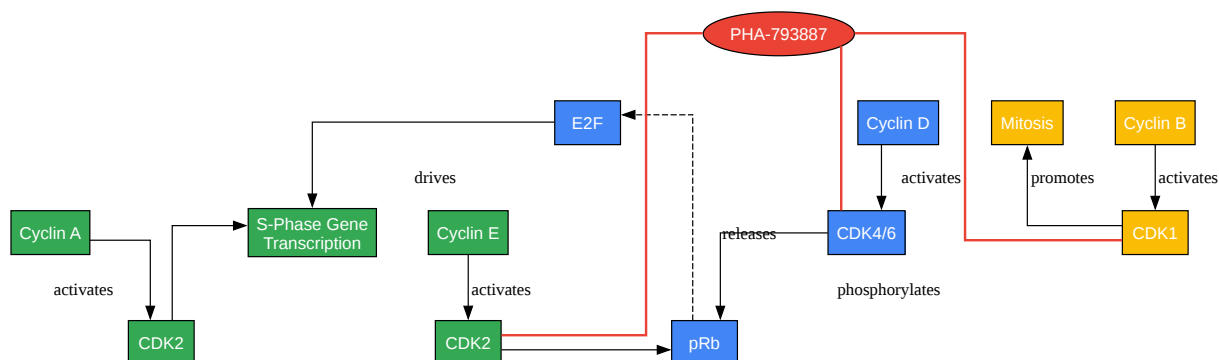 PHA-793887
E2F
Cyclin D
Mitosis
Cyclin B
drives
activates
promotes
activates
Cyclin A
S-Phase Gene
Transcription
Cyclin E
releases
CDK4/6
CDK1
activates
activates
phosphorylates
CDK2
CDK2
pRb